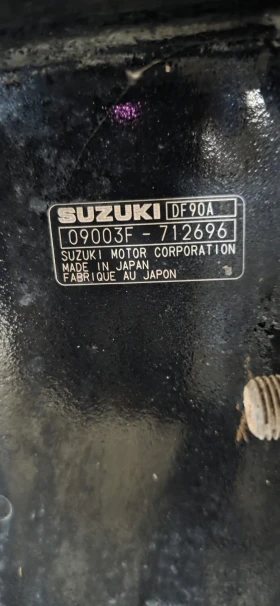 SUZUKI DF90A
09003F - 712696
SUZUKI MOTOR CORPORATION
MADE IN JAPAN
FABRIQUE AU JAPON